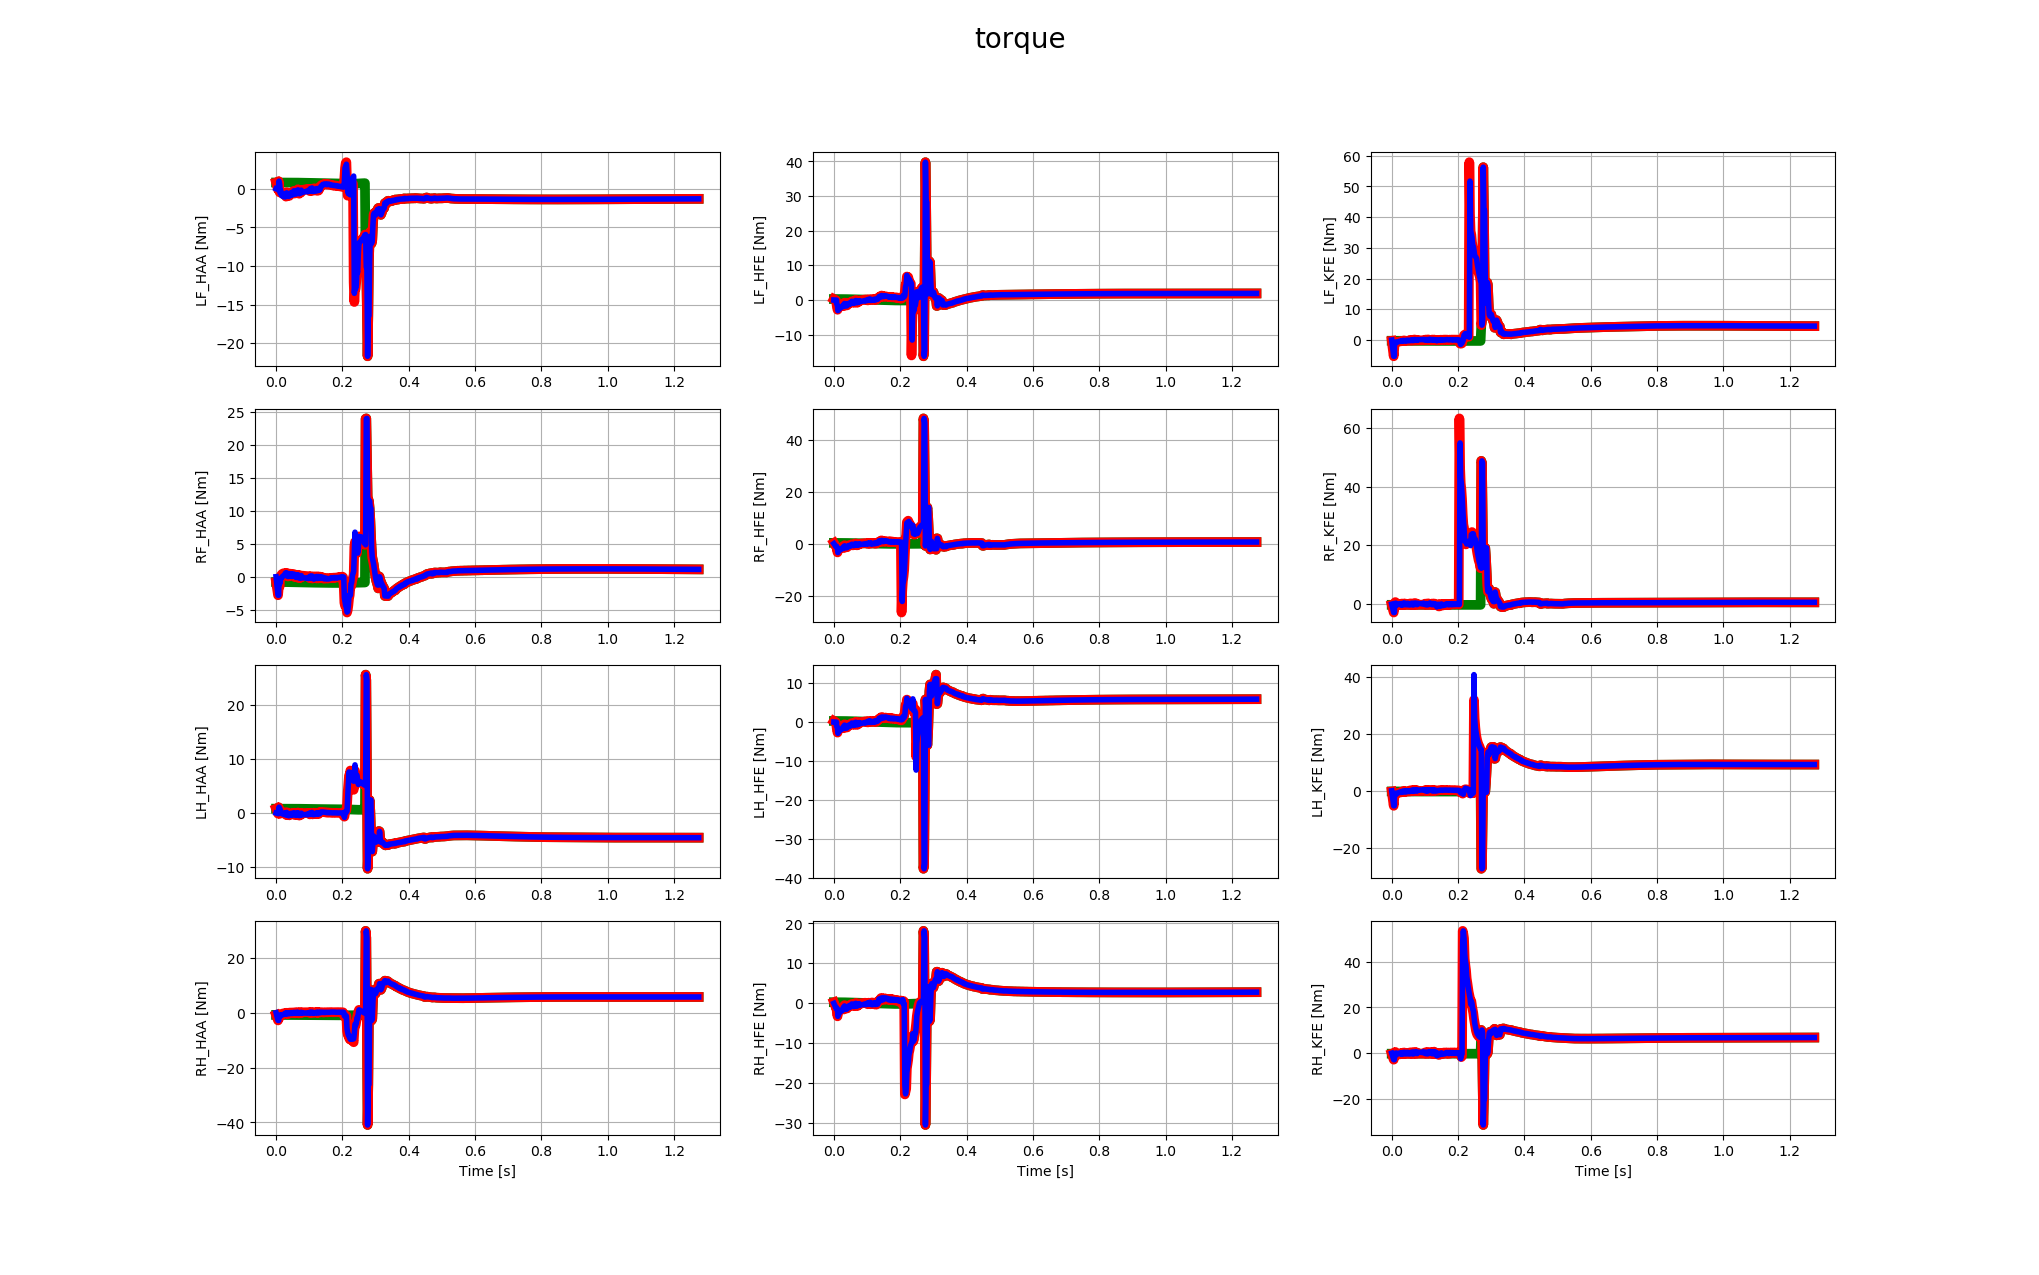 torque
LF_HAA [Nm]
0
−5
−10
−15
−20
0.0 0.2 0.4 0.6 0.8 1.0 1.2
LF_HFE [Nm]
40
30
20
10
0
−10
0.0 0.2 0.4 0.6 0.8 1.0 1.2
LF_KFE [Nm]
60
50
40
30
20
10
0
0.0 0.2 0.4 0.6 0.8 1.0 1.2
RF_HAA [Nm]
25
20
15
10
5
0
−5
0.0 0.2 0.4 0.6 0.8 1.0 1.2
RF_HFE [Nm]
40
20
0
−20
0.0 0.2 0.4 0.6 0.8 1.0 1.2
RF_KFE [Nm]
60
40
20
0
0.0 0.2 0.4 0.6 0.8 1.0 1.2
LH_HAA [Nm]
20
10
0
−10
0.0 0.2 0.4 0.6 0.8 1.0 1.2
LH_HFE [Nm]
10
0
−10
−20
−30
−40
0.0 0.2 0.4 0.6 0.8 1.0 1.2
LH_KFE [Nm]
40
20
0
−20
0.0 0.2 0.4 0.6 0.8 1.0 1.2
RH_HAA [Nm]
20
0
−20
−40
0.0 0.2 0.4 0.6 0.8 1.0 1.2
Time [s]
RH_HFE [Nm]
20
10
0
−10
−20
−30
0.0 0.2 0.4 0.6 0.8 1.0 1.2
Time [s]
RH_KFE [Nm]
40
20
0
−20
0.0 0.2 0.4 0.6 0.8 1.0 1.2
Time [s]